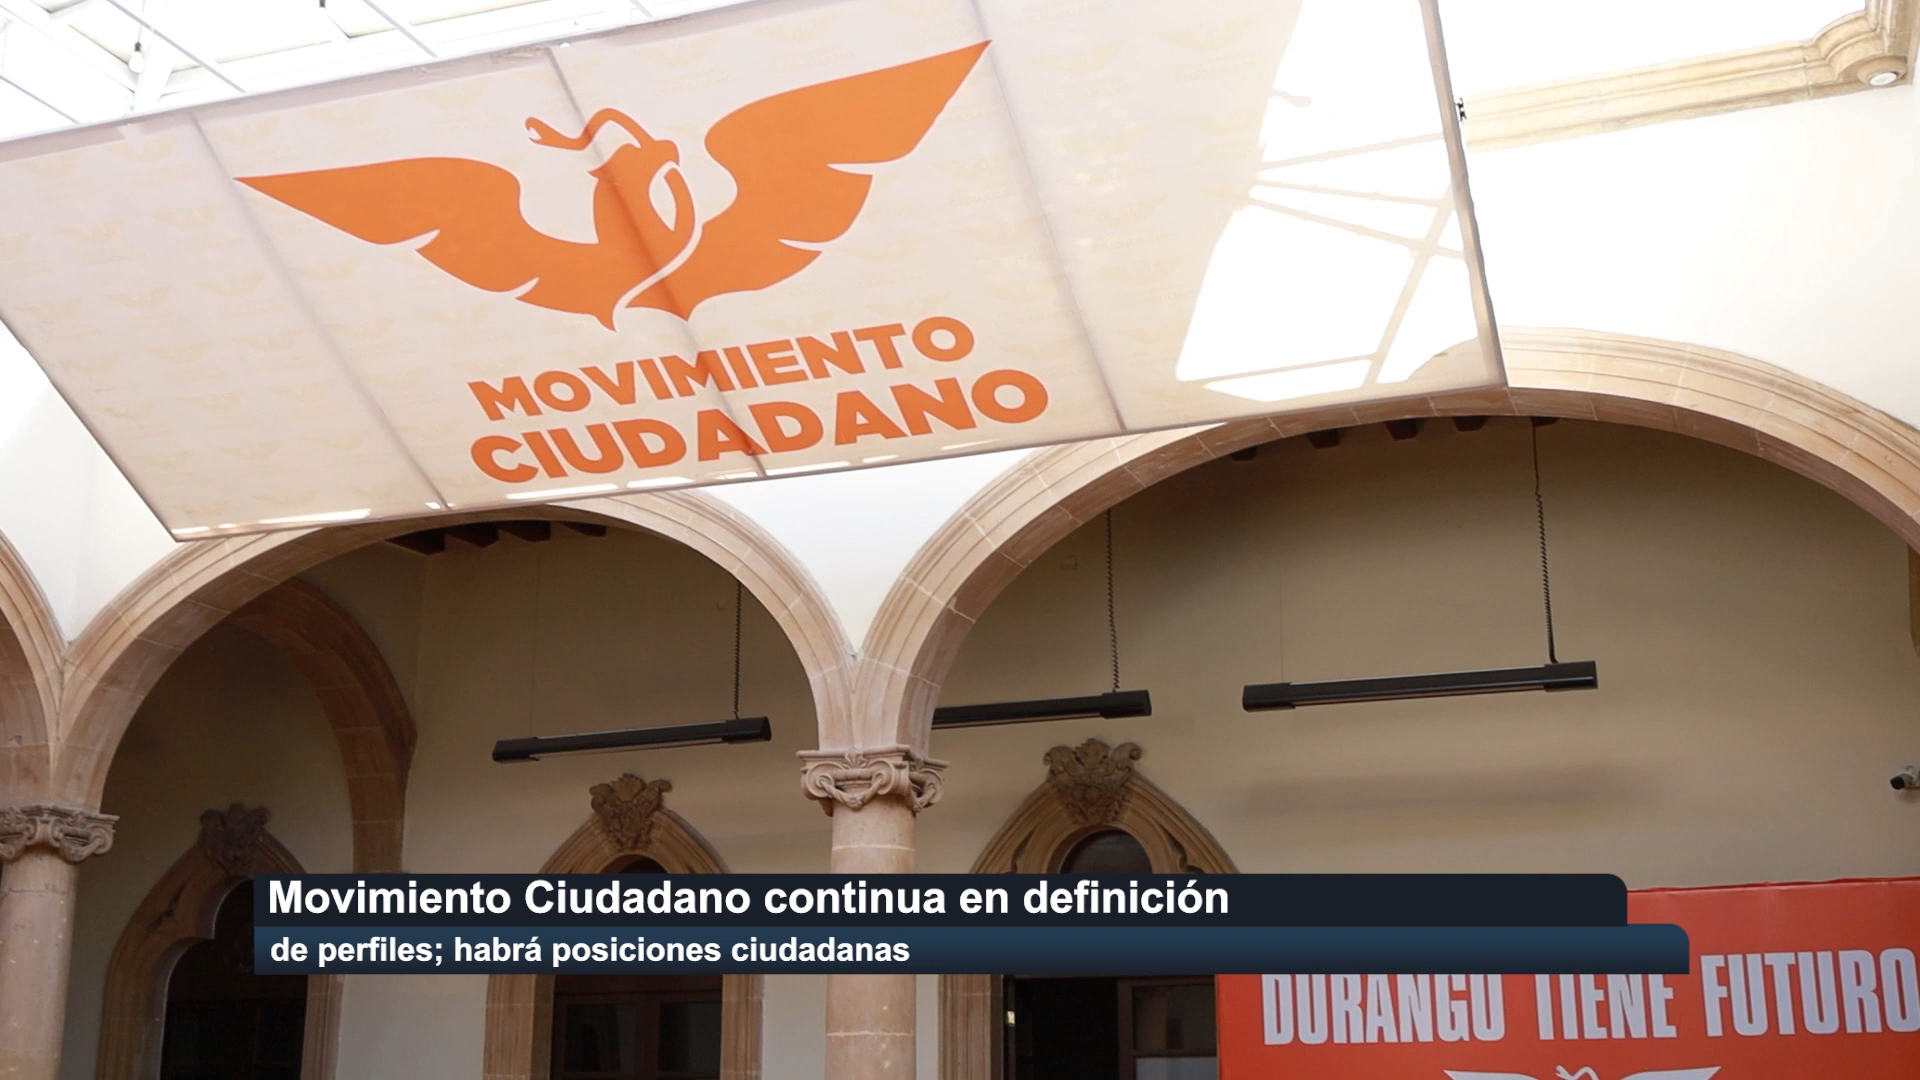 MOVIMIENTO
CIUDADANO
Movimiento Ciudadano continua en definición
de perfiles; habrá posiciones ciudadanas
DURANGO TIENE FUTURO